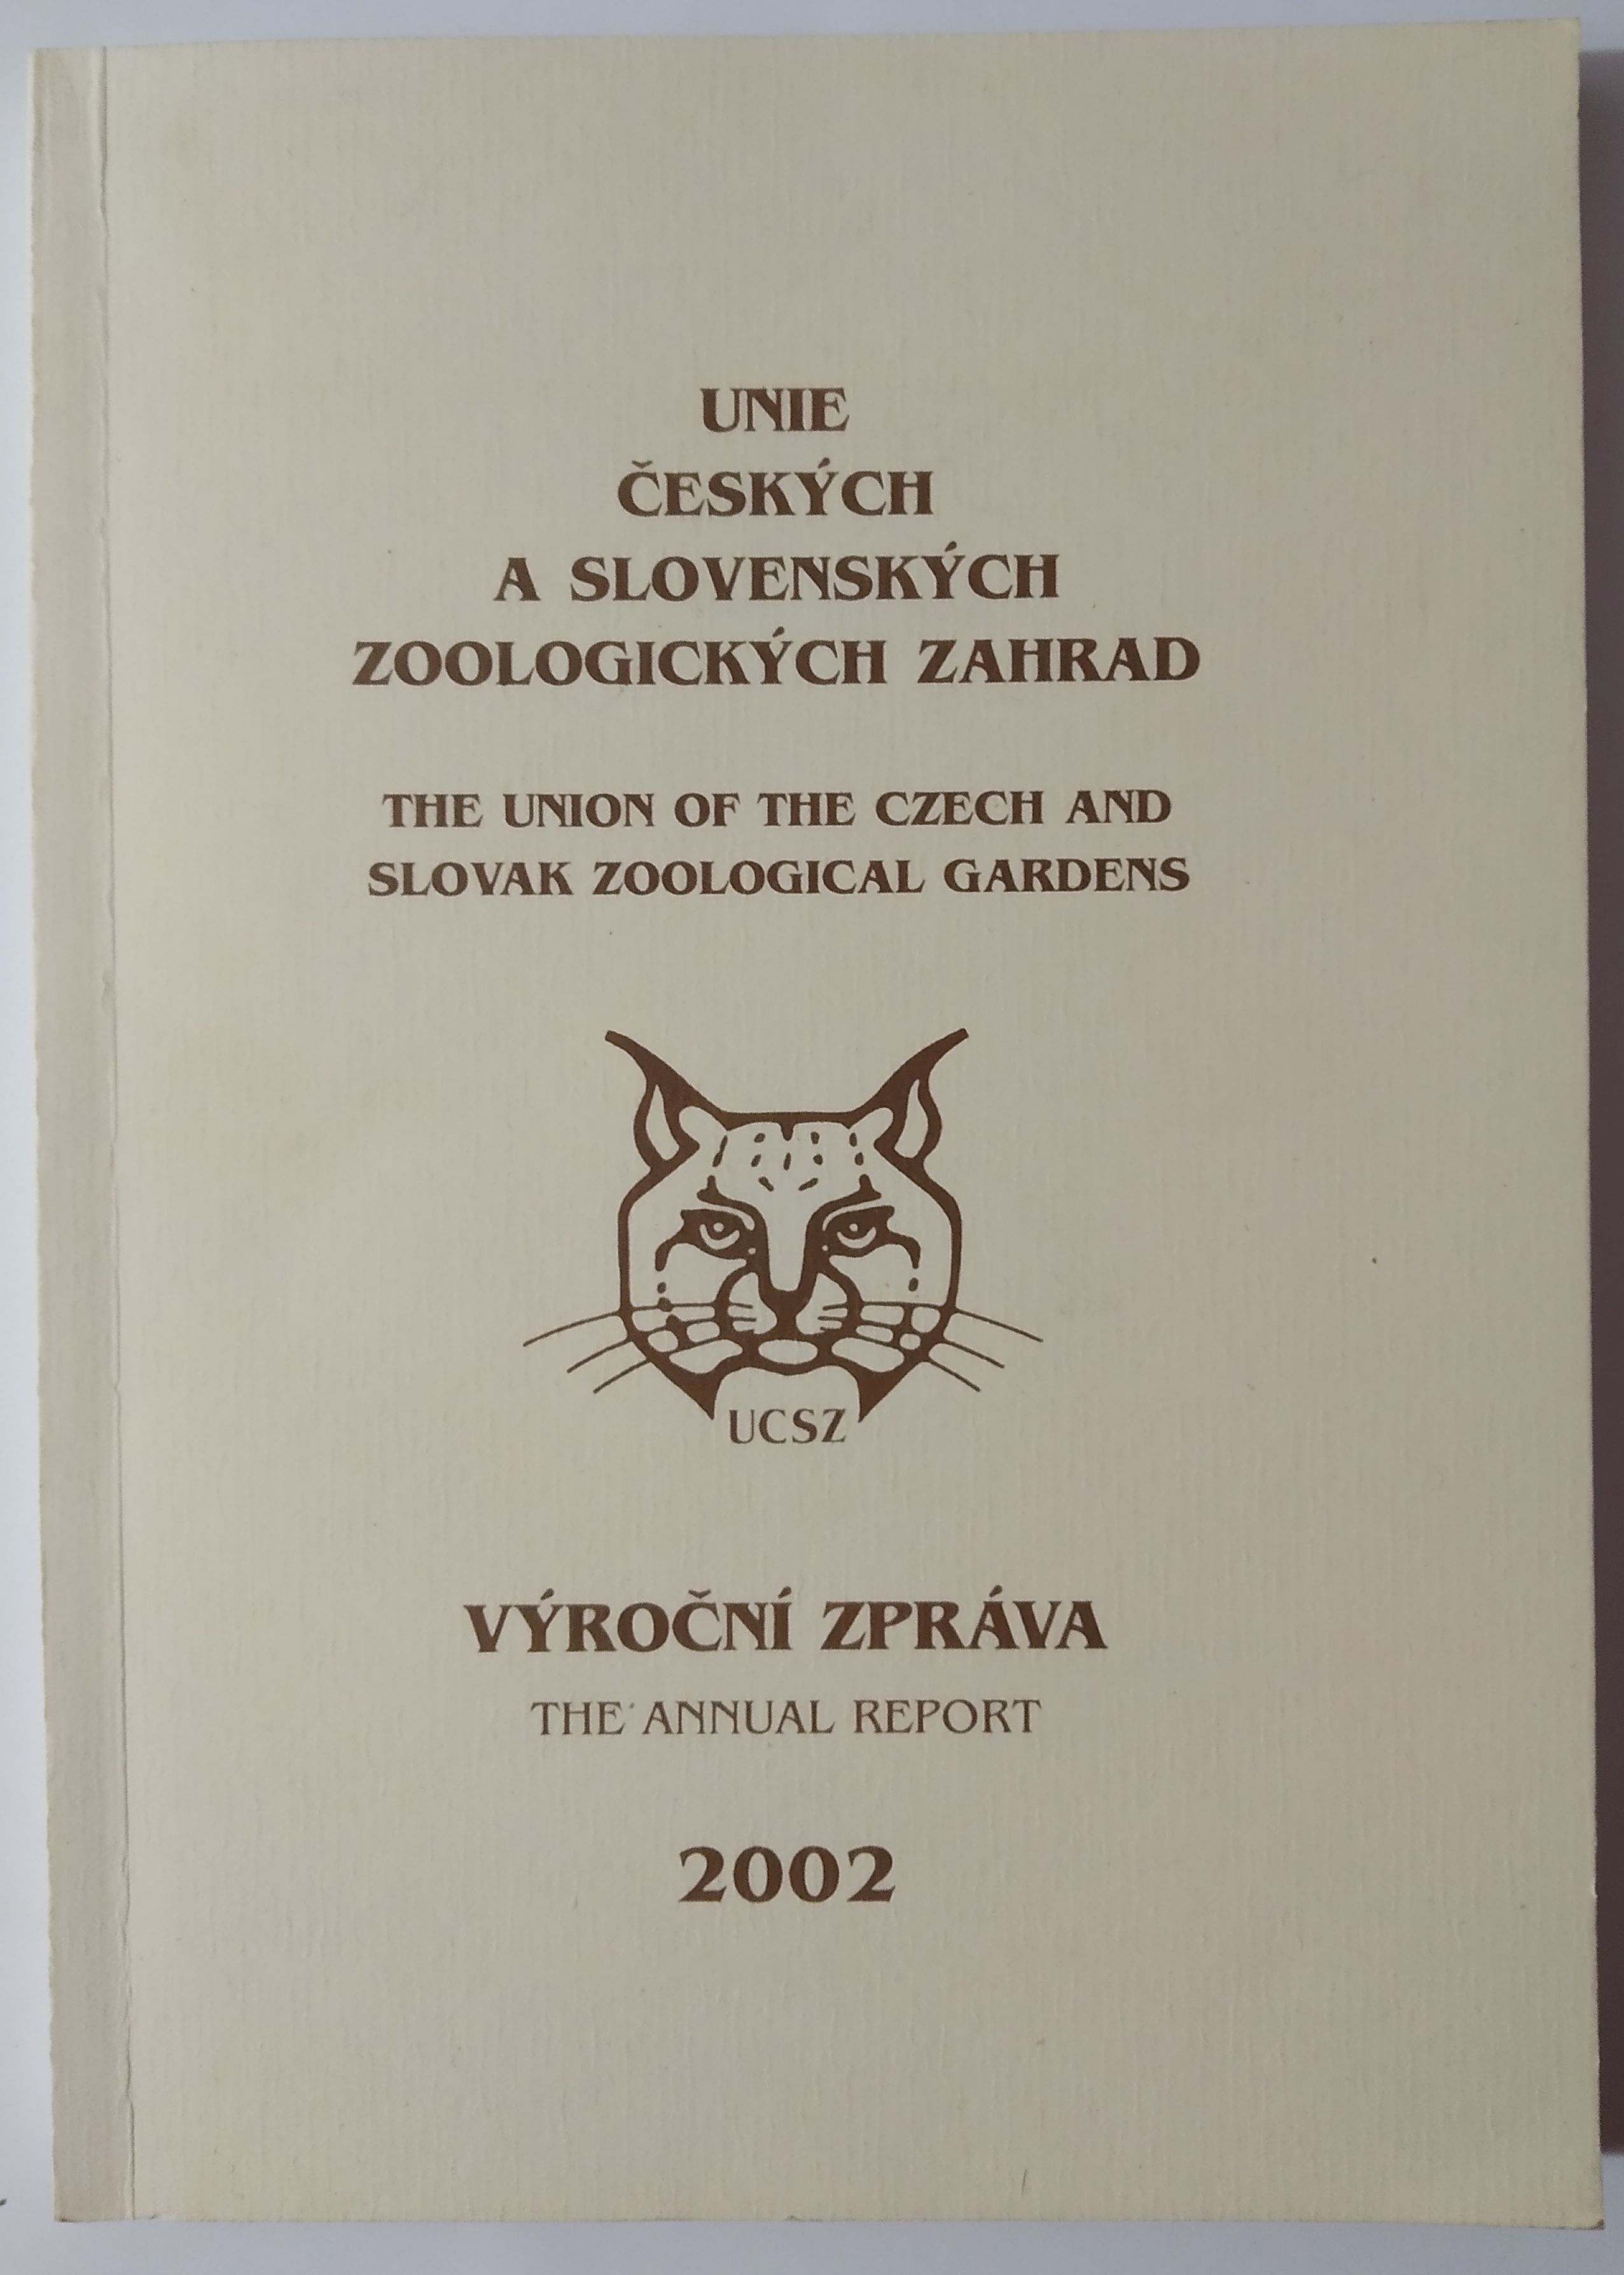 UNIE
ČESKÝCH
A SLOVENSKÝCH
ZOOLOGICKÝCH ZAHRAD
THE UNION OF THE CZECH AND
SLOVAK ZOOLOGICAL GARDENS
UCSZ
VÝROČNÍ ZPRÁVA
THE ANNUAL REPORT
2002